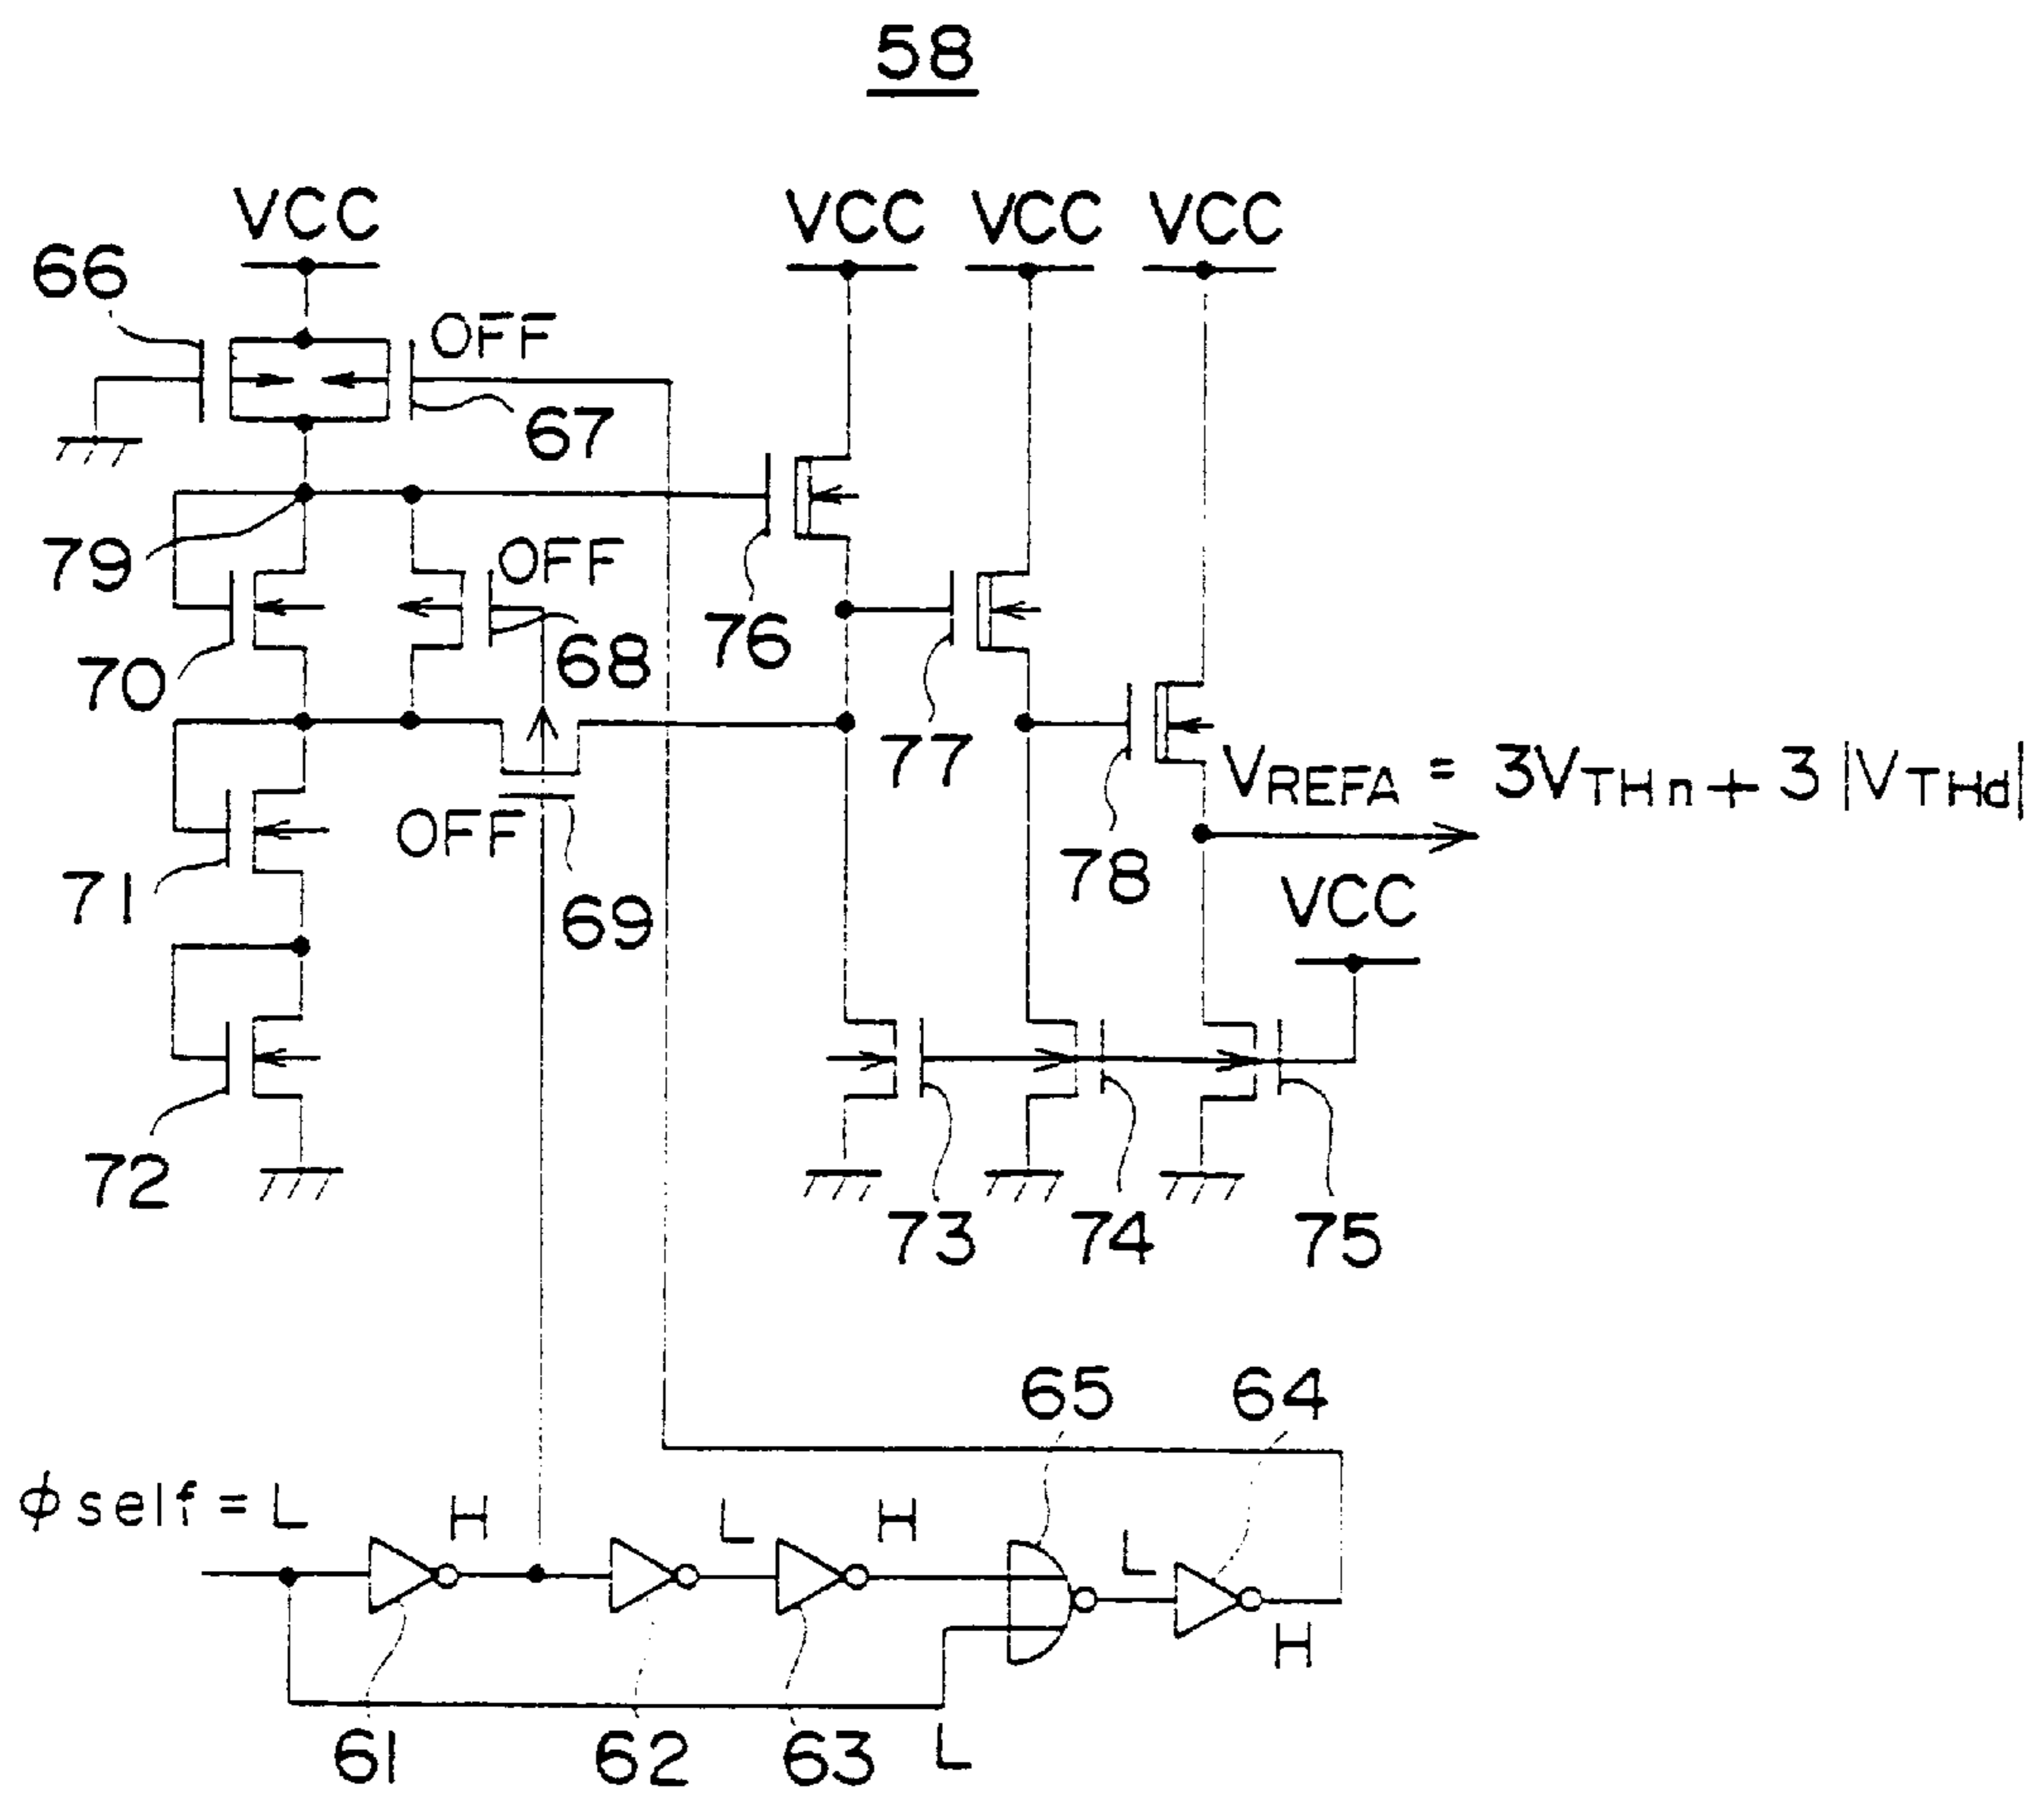 58
VCC
VCC
VCC
VCC
66
OFF
67
79
OFF
68
70
76
77
VREFA = 3VTHn + 3|VTHd|
OFF
69
71
78
VCC
72
73
74
75
65
64
φself = L
H
L
H
L
H
61
62
63
L